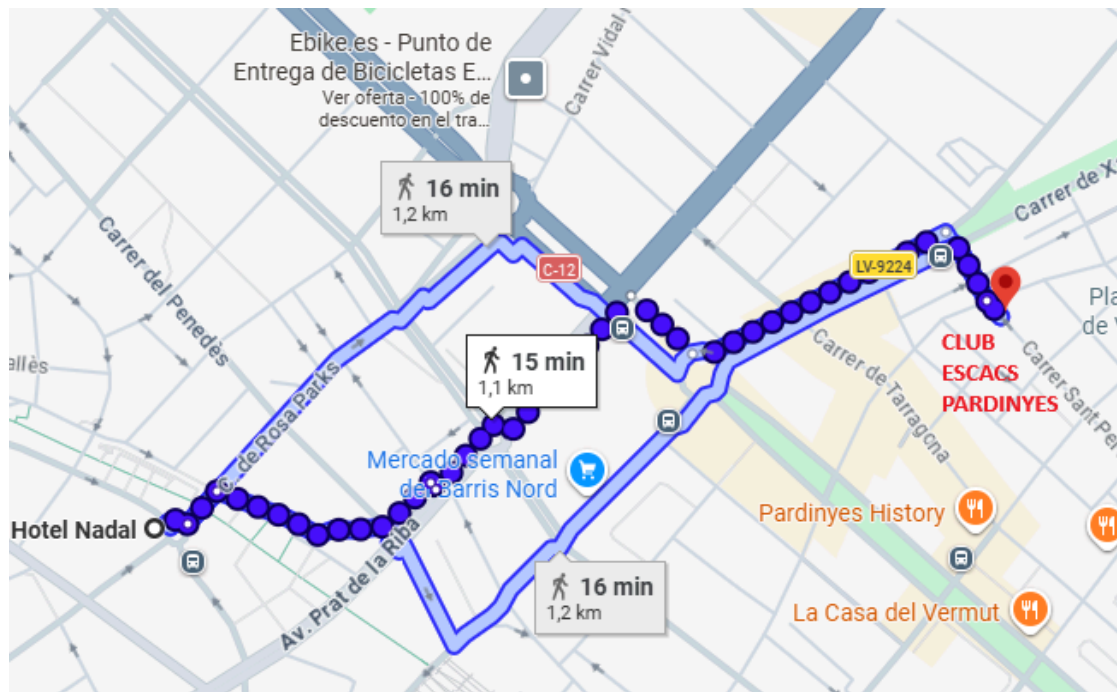 Ebike.es - Punto de
Entrega de Bicicletas E...
Ver oferta - 100% de
descuento en el tra...
Carrer Vidal
16 min
1,2 km
C-12
Carrer de X
LV-9224
Carrer del Penedès
allès
Pla
de V
CLUB
ESCACS
PARDINYES
15 min
1,1 km
Carrer de Tarragona
Carrer Sant Per
C. de Rosa Parks
Mercado semanal
del Barris Nord
Hotel Nadal
Pardinyes History
Av. Prat de la Riba
16 min
1,2 km
La Casa del Vermut